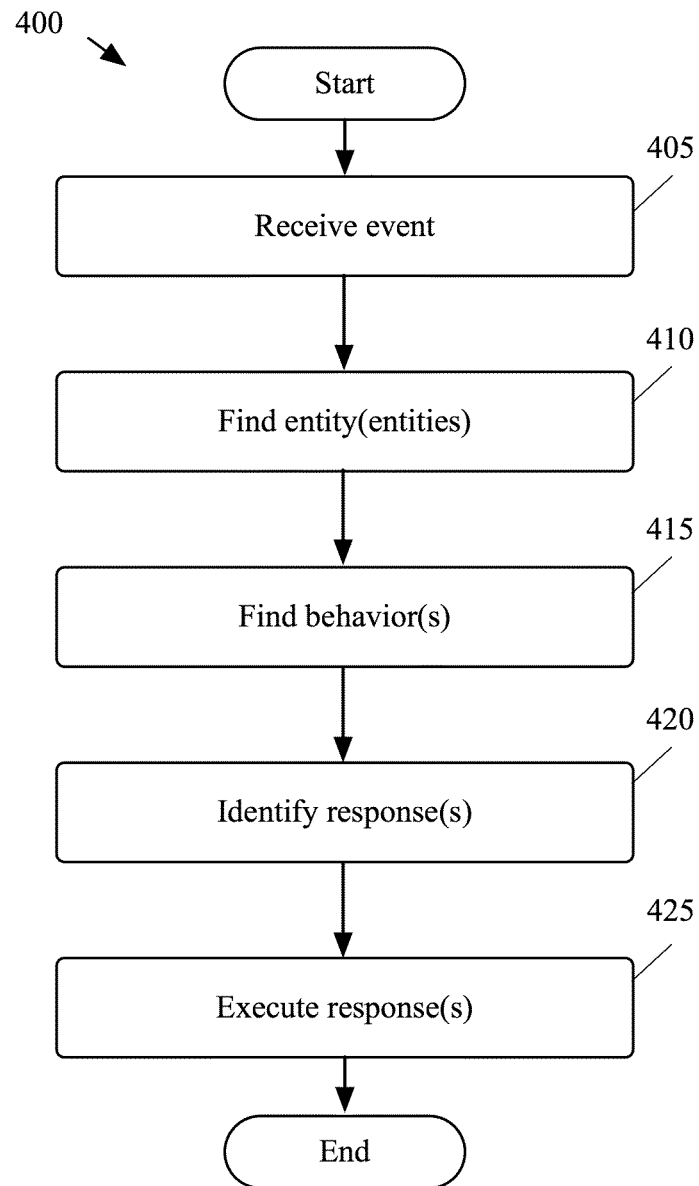 400
Start
405
Receive event
410
Find entity(entities)
415
Find behavior(s)
420
Identify response(s)
425
Execute response(s)
End